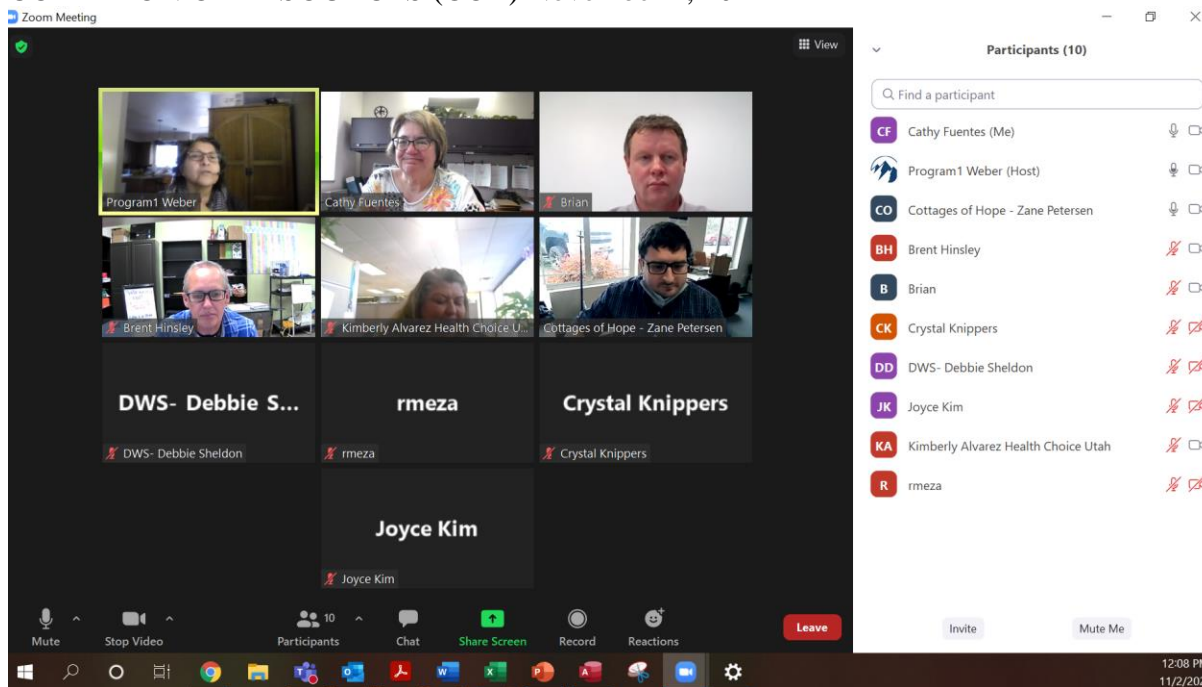 Zoom Meeting
View
Participants (10)
Find a participant
Program1 Weber
Cathy Fuentes
Brian
CF Cathy Fuentes (Me)
Program1 Weber (Host)
CO Cottages of Hope - Zane Petersen
BH Brent Hinsley
B Brian
CK Crystal Knippers
DD DWS- Debbie Sheldon
JK Joyce Kim
KA Kimberly Alvarez Health Choice Utah
R rmeza
Brent Hinsley
Kimberly Alvarez Health Choice U...
Cottages of Hope - Zane Petersen
DWS- Debbie S...
rmeza
Crystal Knippers
DWS- Debbie Sheldon
rmeza
Crystal Knippers
Joyce Kim
Joyce Kim
Mute
Stop Video
10
Participants
Chat
Share Screen
Record
Reactions
Leave
Invite
Mute Me
12:08 PM